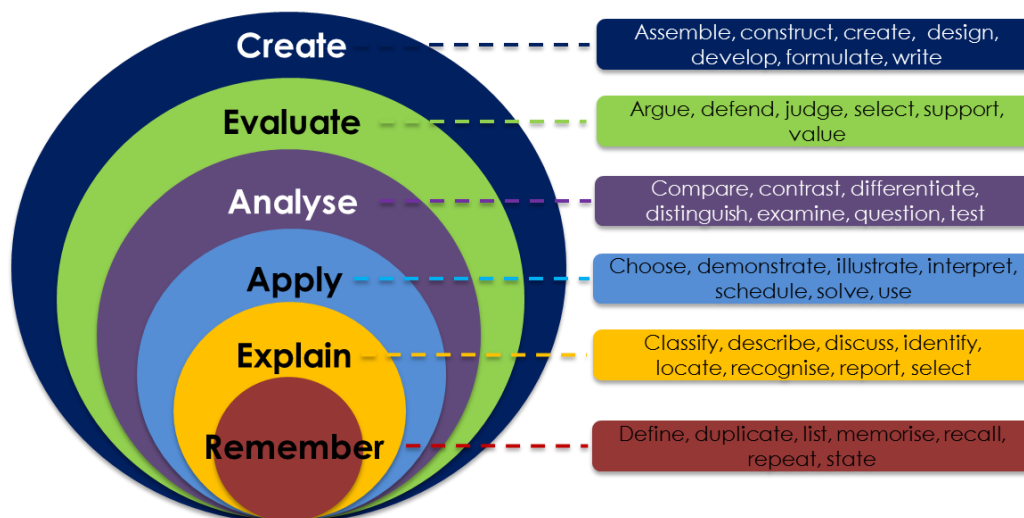 Create
Assemble, construct, create, design,
develop, formulate, write
Evaluate
Argue, defend, judge, select, support,
value
Analyse
Compare, contrast, differentiate,
distinguish, examine, question, test
Apply
Choose, demonstrate, illustrate, interpret,
schedule, solve, use
Explain
Classify, describe, discuss, identify,
locate, recognise, report, select
Remember
Define, duplicate, list, memorise, recall,
repeat, state